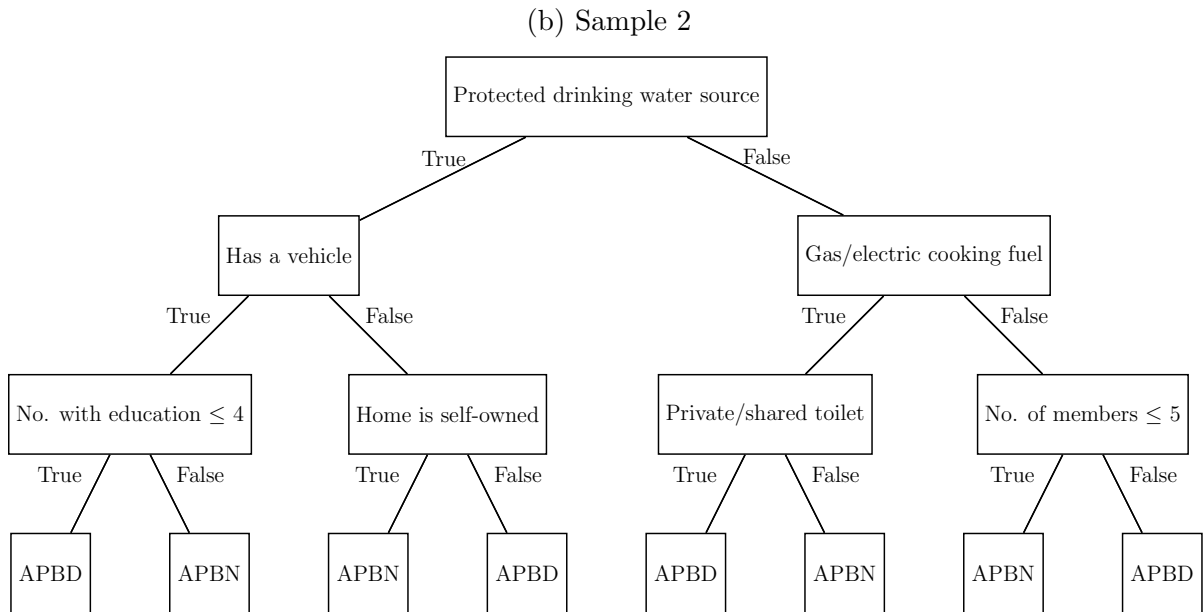 (b) Sample 2
Protected drinking water source
True
False
Has a vehicle
Gas/electric cooking fuel
True
False
True
False
No. with education ≤ 4
Home is self-owned
Private/shared toilet
No. of members ≤ 5
True
False
True
False
True
False
True
False
APBD
APBN
APBN
APBD
APBD
APBN
APBN
APBD